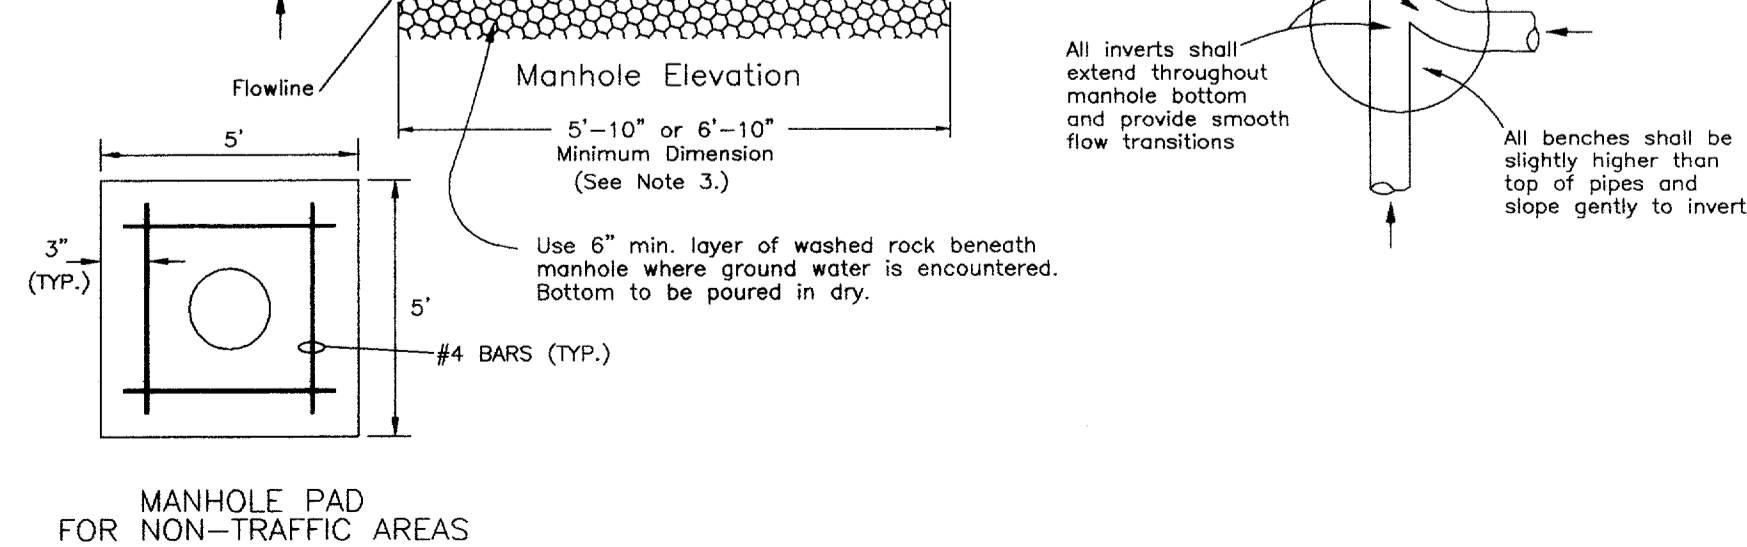 Flowline
Manhole Elevation
5'-10" or 6'-10"
Minimum Dimension
(See Note 3.)
All inverts shall
extend throughout
manhole bottom
and provide smooth
flow transitions
All benches shall be
slightly higher than
top of pipes and
slope gently to invert
5'
3"
(TYP.)
5'
Use 6" min. layer of washed rock beneath
manhole where ground water is encountered.
Bottom to be poured in dry.
#4 BARS (TYP.)
MANHOLE PAD
FOR NON-TRAFFIC AREAS